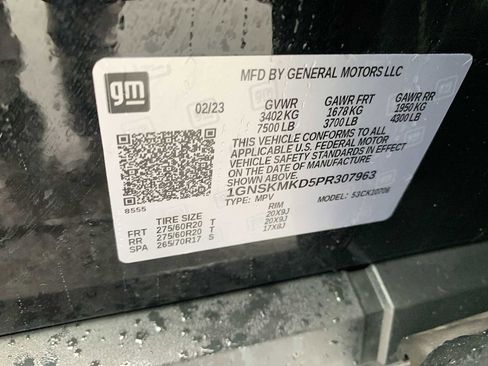 gm
MFD BY GENERAL MOTORS LLC
02/23 GVWR GAWR FRT GAWR RR
3402 KG 1678 KG 1950 KG
7500 LB 3700 LB 4300 LB
THIS VEHICLE CONFORMS TO ALL
APPLICABLE U.S. FEDERAL MOTOR
VEHICLE SAFETY STANDARDS IN EFFECT
ON THE DATE OF MANUFACTURE
SHOWN ABOVE.
1GNSKMKD5PR307963
TYPE: MPV MODEL: 53CK10706
8555
TIRE SIZE RIM
FRT 275/60R20 T 20X9J
RR 275/60R20 T 20X9J
SPA 265/70R17 S 17X8J